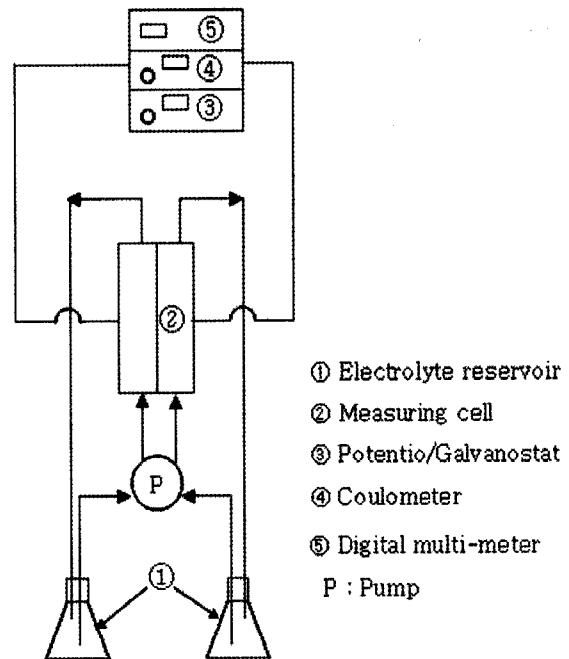 ⑤
④
③
②
P
①
① Electrolyte reservoir
② Measuring cell
③ Potentio/Galvanostat
④ Coulometer
⑤ Digital multi-meter
P : Pump